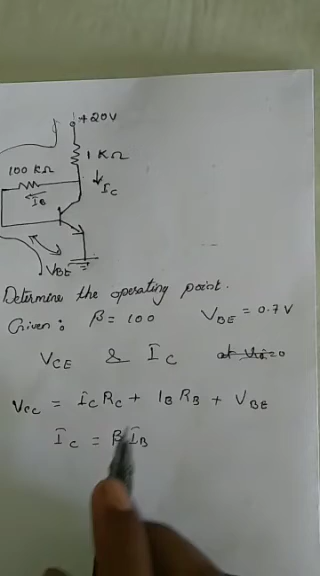 +20V
1 KΩ
100 KΩ
↓ IC
IB
VBE
Determine the operating point.
Given : β = 100 VBE = 0.7 V
VCE & IC
VCC = IC RC + IB RB + VBE
IC = β IB